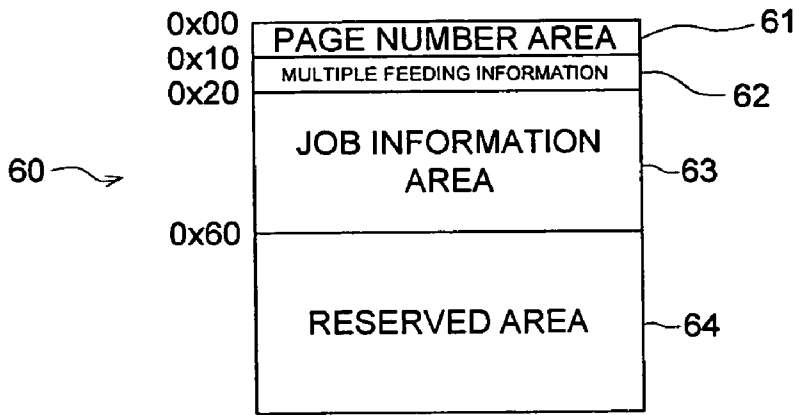 0x00
PAGE NUMBER AREA
61
0x10
MULTIPLE FEEDING INFORMATION
62
0x20
JOB INFORMATION
AREA
63
60
0x60
RESERVED AREA
64